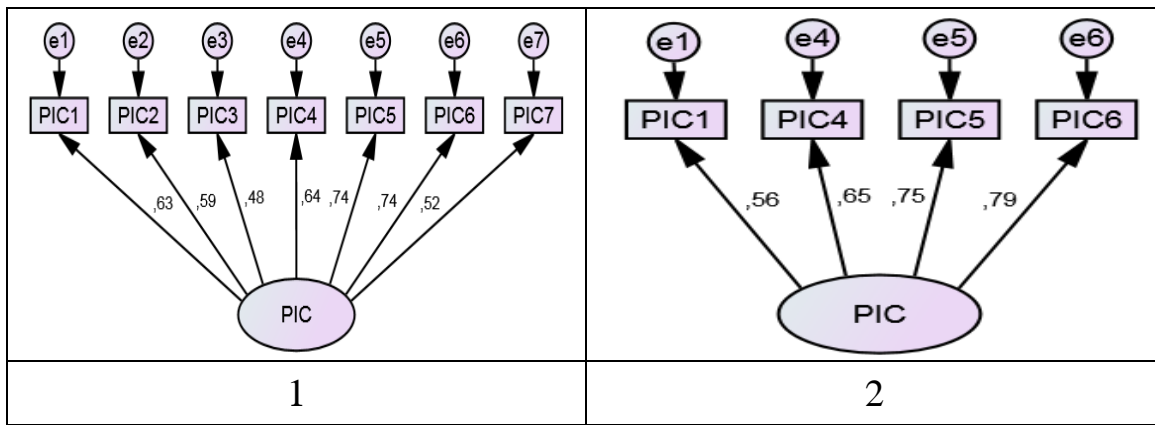 e1 e2 e3 e4 e5 e6 e7
PIC1 PIC2 PIC3 PIC4 PIC5 PIC6 PIC7
,63 ,59 ,48 ,64 ,74 ,74 ,52
PIC
1
e1 e4 e5 e6
PIC1 PIC4 PIC5 PIC6
,56 ,65 ,75 ,79
PIC
2